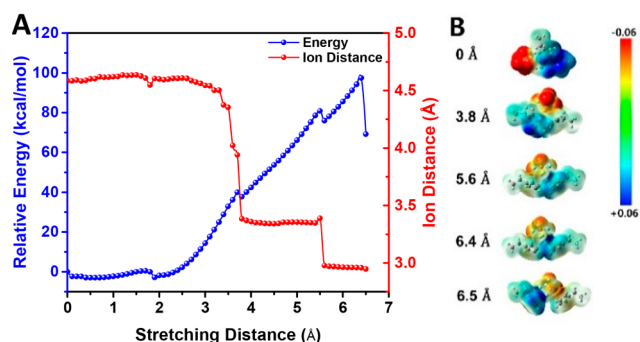 A
Energy
Ion Distance
Relative Energy (kcal/mol)
120
100
80
60
40
20
0
0
1
2
3
4
5
6
7
Stretching Distance (Å)
5.0
4.5
4.0
3.5
3.0
Ion Distance (Å)
B
0 Å
3.8 Å
5.6 Å
6.4 Å
6.5 Å
-0.06
+0.06